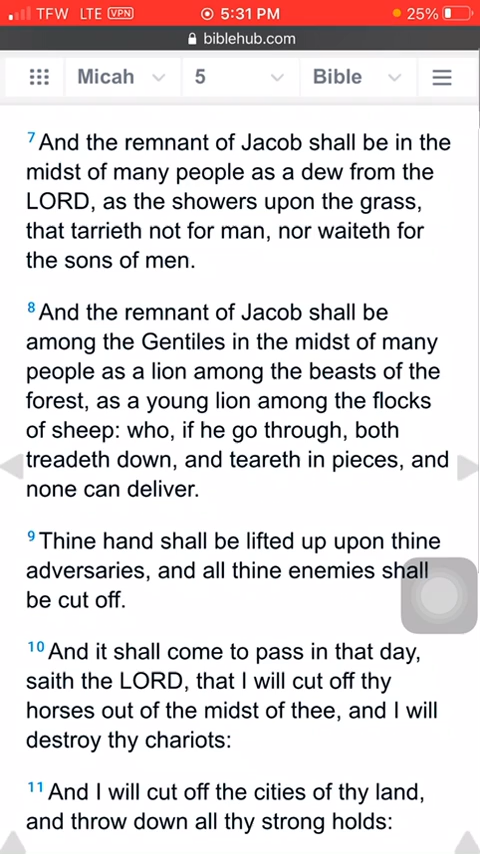 TFW LTE VPN 5:31 PM 25%
biblehub.com
Micah 5 Bible
7 And the remnant of Jacob shall be in the
midst of many people as a dew from the
LORD, as the showers upon the grass,
that tarrieth not for man, nor waiteth for
the sons of men.
8 And the remnant of Jacob shall be
among the Gentiles in the midst of many
people as a lion among the beasts of the
forest, as a young lion among the flocks
of sheep: who, if he go through, both
treadeth down, and teareth in pieces, and
none can deliver.
9 Thine hand shall be lifted up upon thine
adversaries, and all thine enemies shall
be cut off.
10 And it shall come to pass in that day,
saith the LORD, that I will cut off thy
horses out of the midst of thee, and I will
destroy thy chariots:
11 And I will cut off the cities of thy land,
and throw down all thy strong holds: